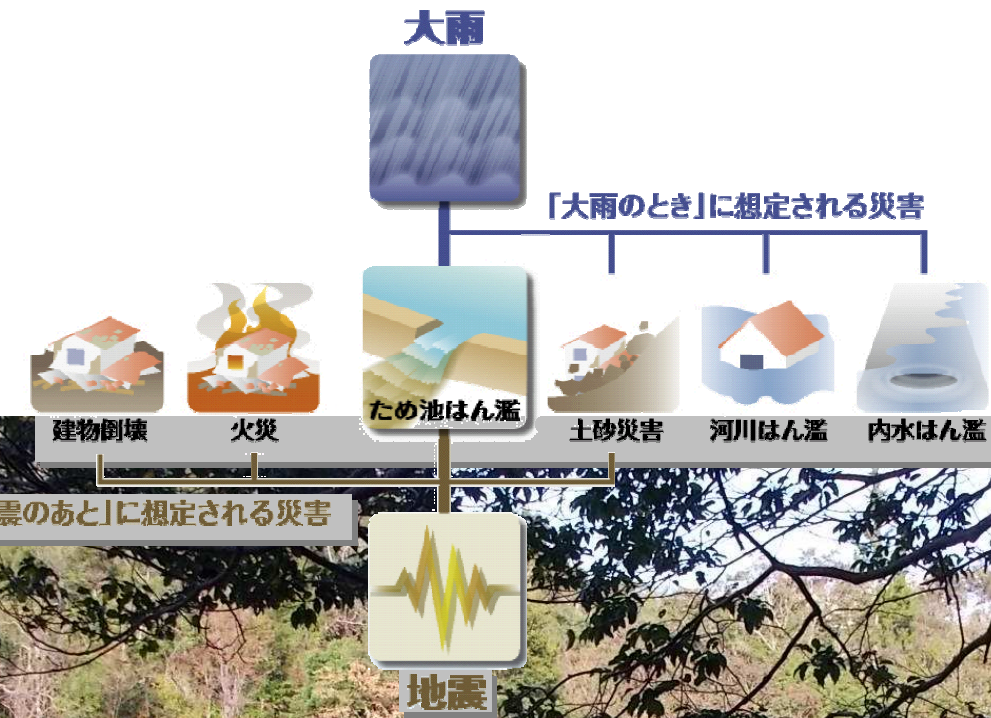 大雨
「大雨のとき」に想定される災害
建物倒壊
火災
ため池はん濫
土砂災害
河川はん濫
内水はん濫
震のあと」に想定される災害
地震